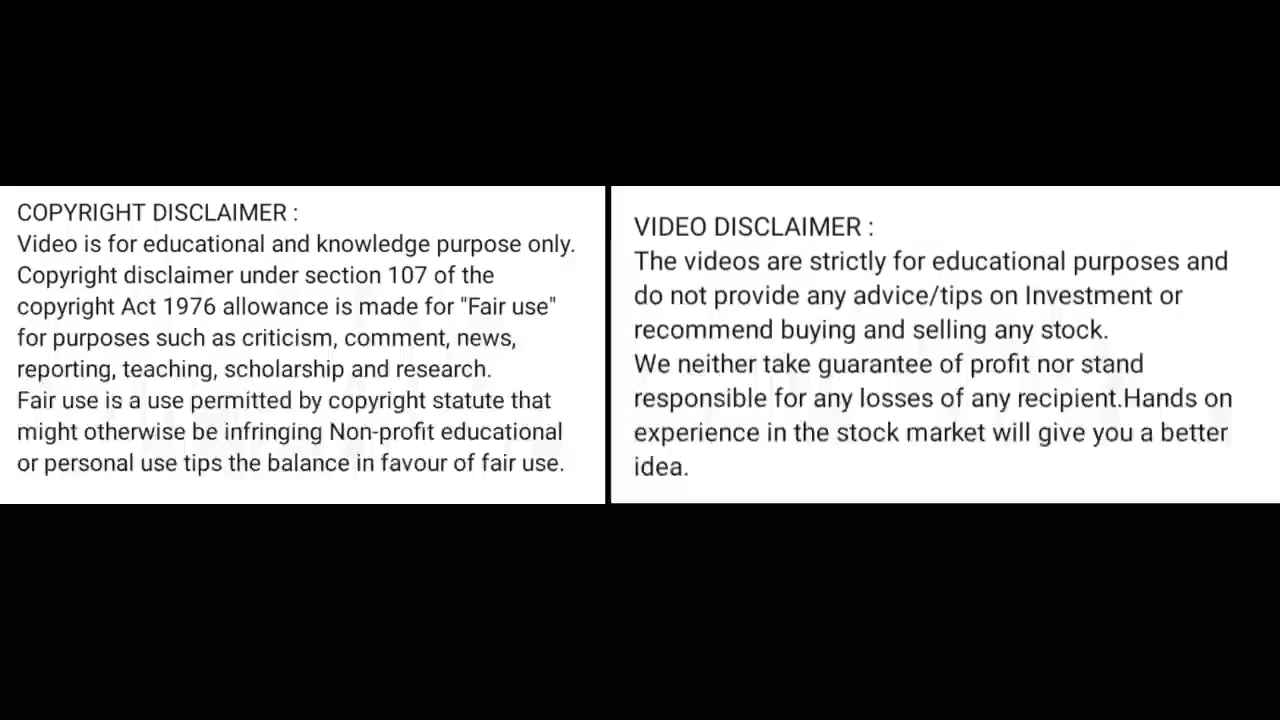 COPYRIGHT DISCLAIMER :
Video is for educational and knowledge purpose only.
Copyright disclaimer under section 107 of the
copyright Act 1976 allowance is made for "Fair use"
for purposes such as criticism, comment, news,
reporting, teaching, scholarship and research.
Fair use is a use permitted by copyright statute that
might otherwise be infringing Non-profit educational
or personal use tips the balance in favour of fair use.
VIDEO DISCLAIMER :
The videos are strictly for educational purposes and
do not provide any advice/tips on Investment or
recommend buying and selling any stock.
We neither take guarantee of profit nor stand
responsible for any losses of any recipient.Hands on
experience in the stock market will give you a better
idea.